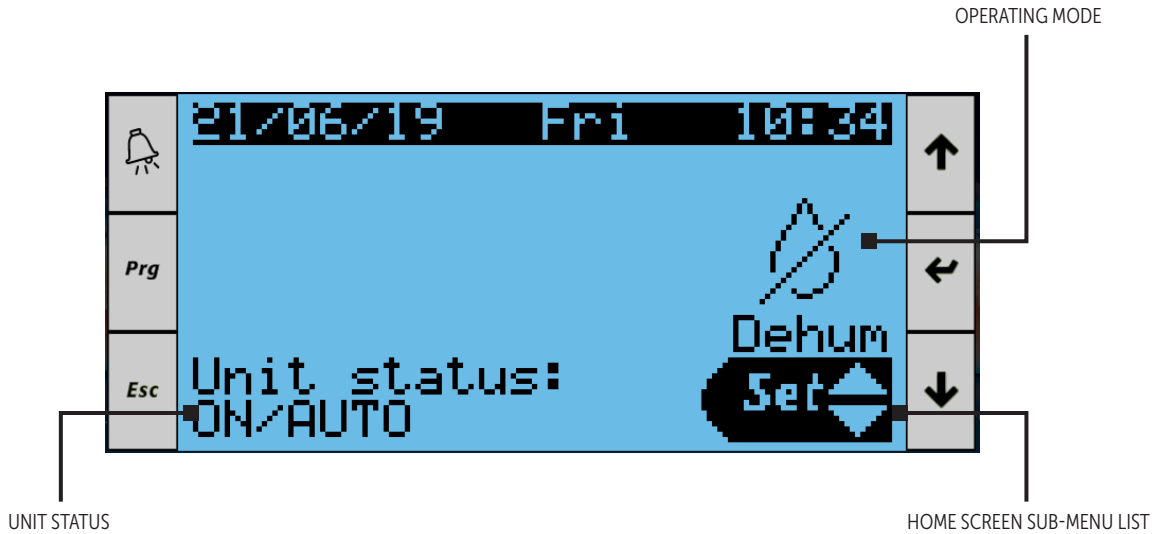 OPERATING MODE
21/06/19 Fri 10:34
Prg
Dehum
Unit status:
Esc
Set
ON/AUTO
UNIT STATUS
HOME SCREEN SUB-MENU LIST